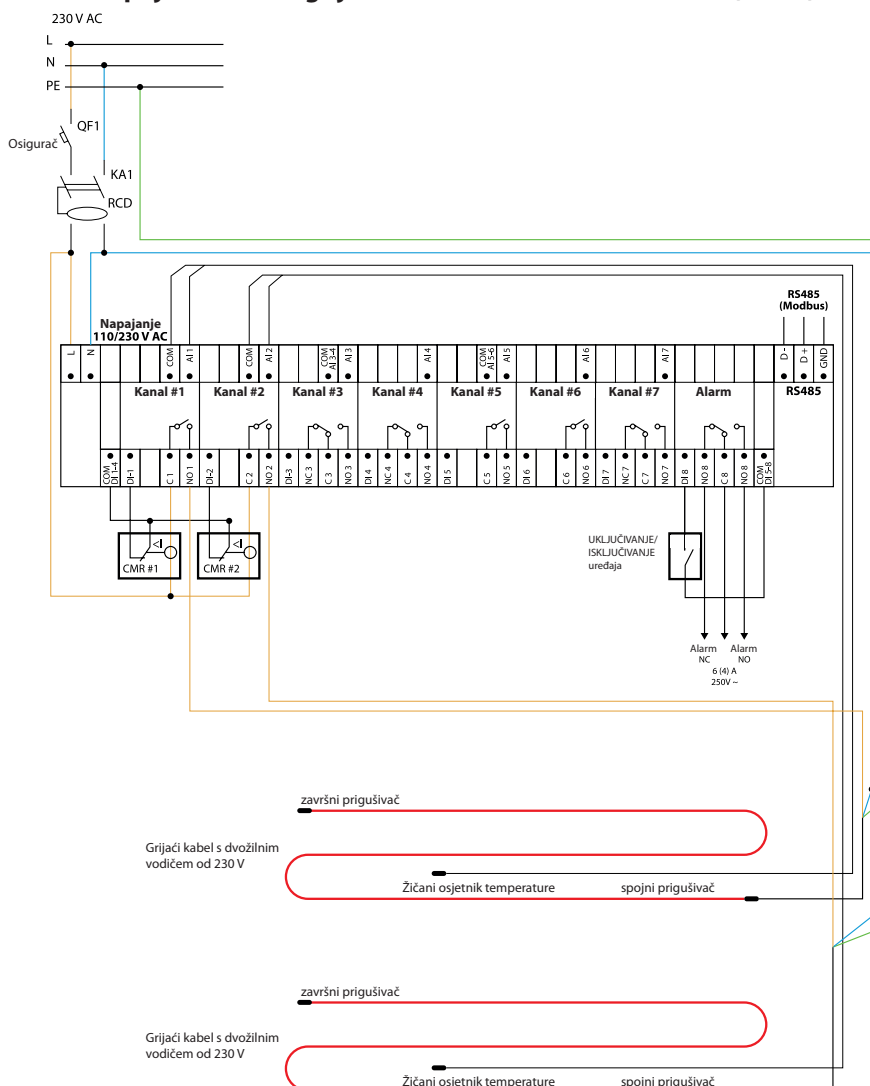 230 V AC
L
N
PE
QF1
Osigurač
KA1
RCD
RS485
(Modbus)
Napajanje
110/230 V AC
L
N
COM
AI 1
COM
AI 2
COM
AI 3-4
AI 3
AI 4
COM
AI 5-6
AI 5
AI 6
AI 7
D -
D +
GND
Kanal #1
Kanal #2
Kanal #3
Kanal #4
Kanal #5
Kanal #6
Kanal #7
Alarm
RS485
COM
DI 1-4
DI-1
C 1
NO 1
DI-2
C 2
NO 2
DI-3
NC 3
C 3
NO 3
DI 4
NC 4
C 4
NO 4
DI 5
C 5
NO 5
DI 6
C 6
NO 6
DI 7
NC 7
C 7
NO 7
DI 8
NO 8
C 8
NO 8
COM
DI 5-8
<I
CMR #1
<I
CMR #2
UKLJUČIVANJE/
ISKLJUČIVANJE
uređaja
Alarm
NC
Alarm
NO
6 (4) A
250V ~
završni prigušivač
Grijaći kabel s dvožilnim
vodičem od 230 V
Žičani osjetnik temperature
spojni prigušivač
završni prigušivač
Grijaći kabel s dvožilnim
vodičem od 230 V
Žičani osjetnik temperature
spojni prigušivač